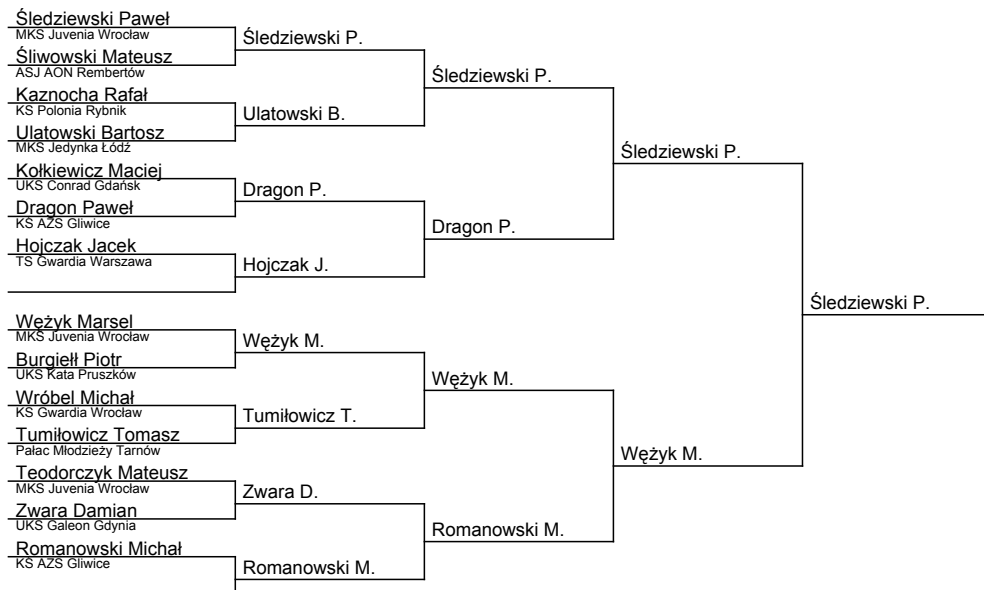 Śledziewski Paweł
MKS Juvenia Wrocław
Śliwowski Mateusz
ASJ AON Rembertów
Kaznocha Rafał
KS Polonia Rybnik
Ulatowski Bartosz
MKS Jedynka Łódź
Kołkiewicz Maciej
UKS Conrad Gdańsk
Dragon Paweł
KS AZS Gliwice
Hojczak Jacek
TS Gwardia Warszawa
Wężyk Marsel
MKS Juvenia Wrocław
Burgiełł Piotr
UKS Kata Pruszków
Wróbel Michał
KS Gwardia Wrocław
Tumiłowicz Tomasz
Pałac Młodzieży Tarnów
Teodorczyk Mateusz
MKS Juvenia Wrocław
Zwara Damian
UKS Galeon Gdynia
Romanowski Michał
KS AZS Gliwice
Śledziewski P.
Ulatowski B.
Dragon P.
Hojczak J.
Wężyk M.
Tumiłowicz T.
Zwara D.
Romanowski M.
Śledziewski P.
Dragon P.
Wężyk M.
Romanowski M.
Śledziewski P.
Wężyk M.
Śledziewski P.